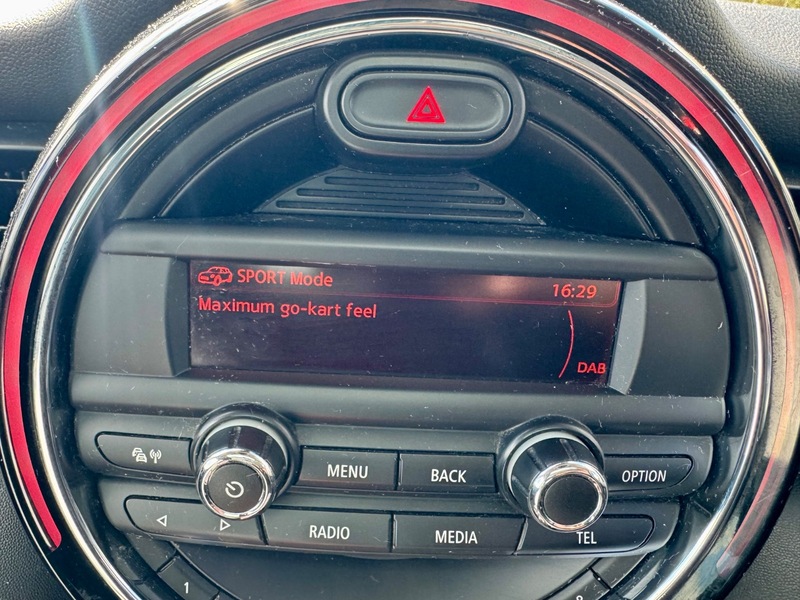 SPORT Mode
16:29
Maximum go-kart feel
DAB
MENU
BACK
OPTION
RADIO
MEDIA
TEL
1